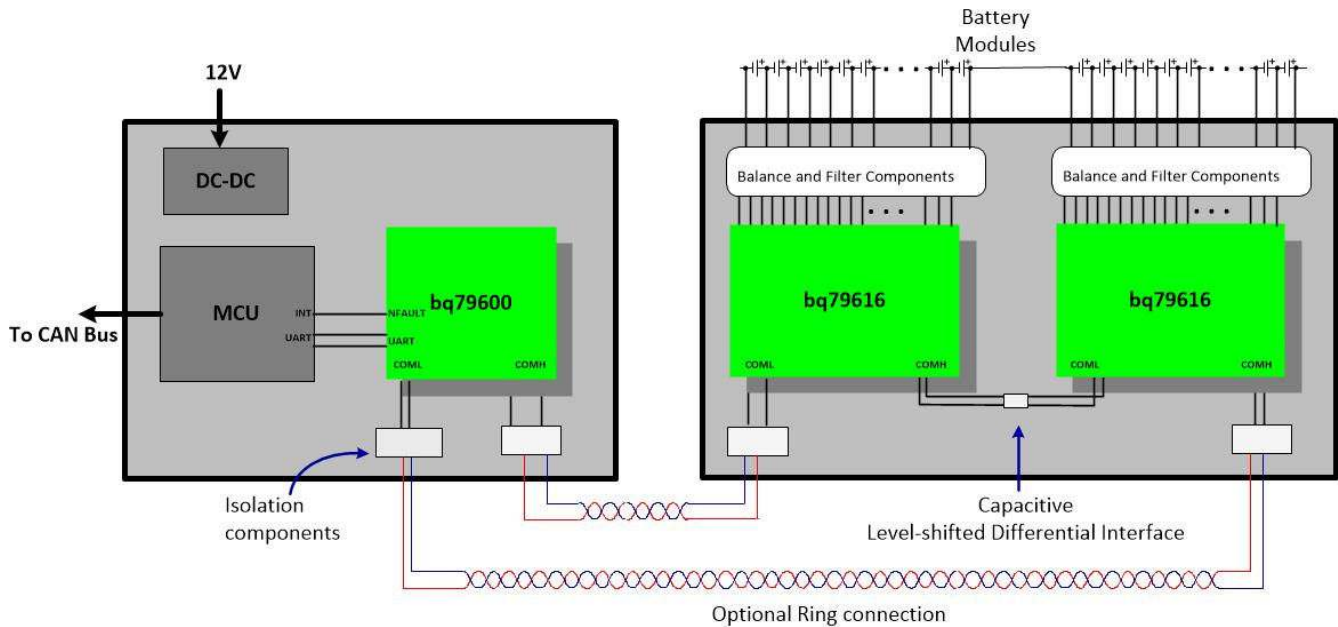 Battery
Modules
12V
DC-DC
Balance and Filter Components
Balance and Filter Components
MCU
INT
UART
To CAN Bus
bq79600
NFAULT
UART
COML
COMH
bq79616
COML
COMH
bq79616
COML
COMH
Isolation
components
Capacitive
Level-shifted Differential Interface
Optional Ring connection